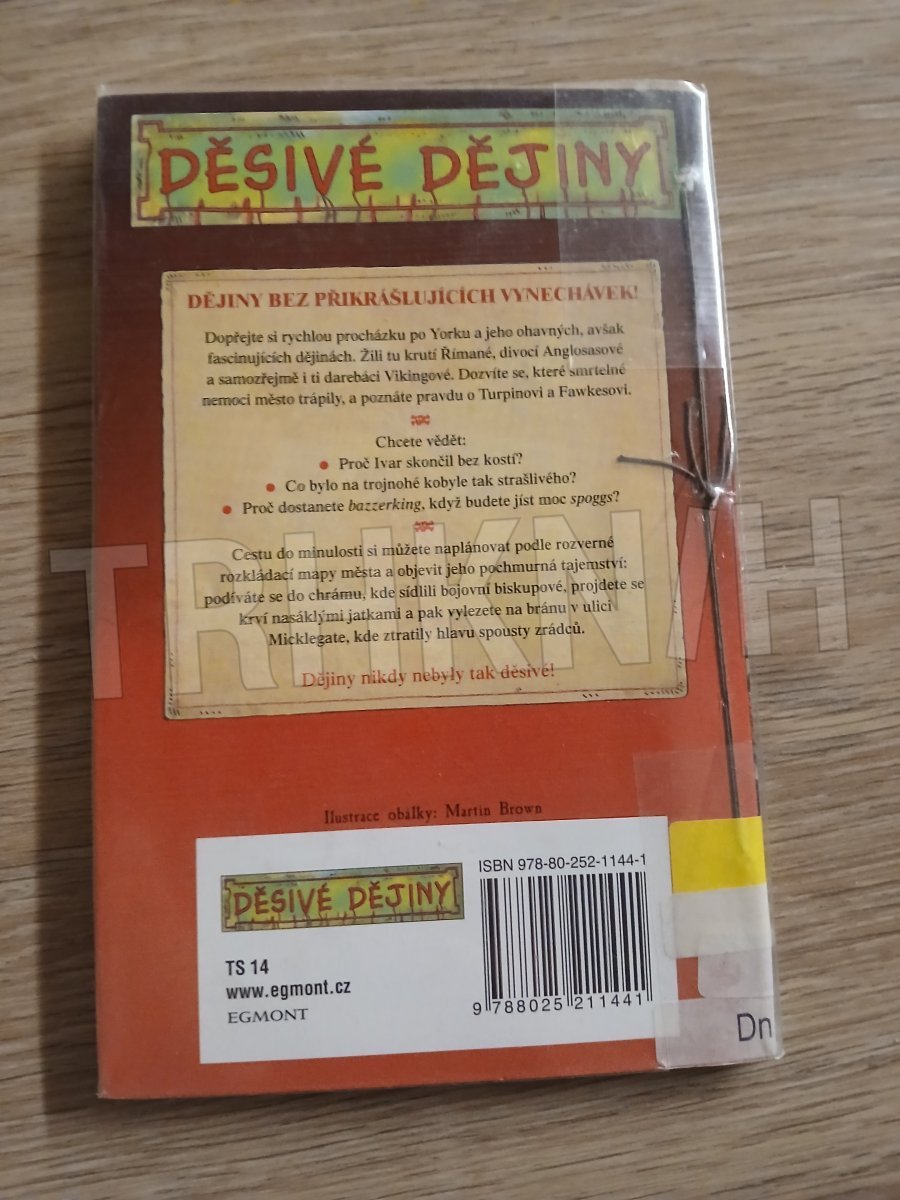 DĚSIVÉ DĚJINY
DĚJINY BEZ PŘIKRÁŠLUJÍCÍCH VYNECHÁVEK!
Dopřejte si rychlou procházku po Yorku a jeho ohavných, avšak
fascinujících dějinách. Žili tu krutí Římané, divocí Anglosasové
a samozřejmě i ti darebáci Vikingové. Dozvíte se, které smrtelné
nemoci město trápily, a poznáte pravdu o Turpinovi a Fawkesovi.
Chcete vědět:
• Proč Ivar skončil bez kostí?
• Co bylo na trojnohé kobyle tak strašlivého?
• Proč dostanete bazzerking, když budete jíst moc spoggs?
Cestu do minulosti si můžete naplánovat podle rozverné
rozkládací mapy města a objevit jeho pochmurná tajemství:
podíváte se do chrámu, kde sídlili bojovní biskupové, projdete se
krví nasáklými jatkami a pak vylezete na bránu v ulici
Micklegate, kde ztratily hlavu spousty zrádců.
Dějiny nikdy nebyly tak děsivé!
TRHKNIH
Ilustrace obálky: Martin Brown
ISBN 978-80-252-1144-1
DĚSIVÉ DĚJINY
TS 14
www.egmont.cz
EGMONT
9 788025 211441
Dn